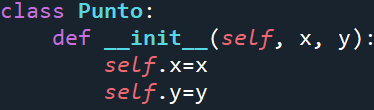 class Punto:
    def __init__(self, x, y):
        self.x=x
        self.y=y